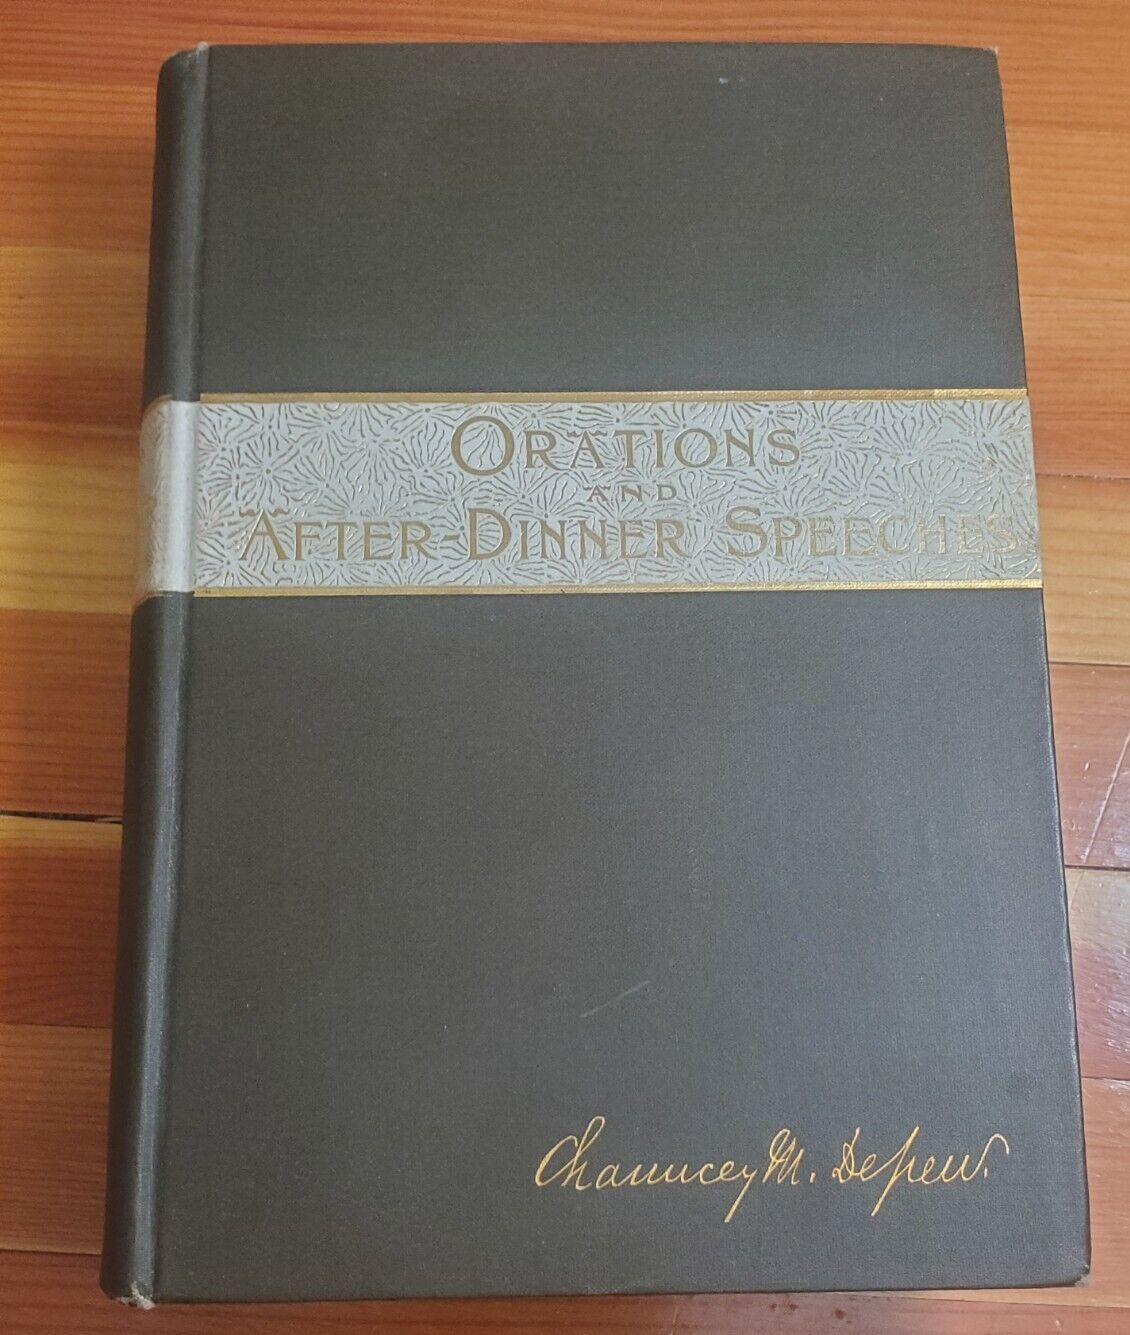 ORATIONS
AND
AFTER-DINNER SPEECHES
Chauncey M. Depew.